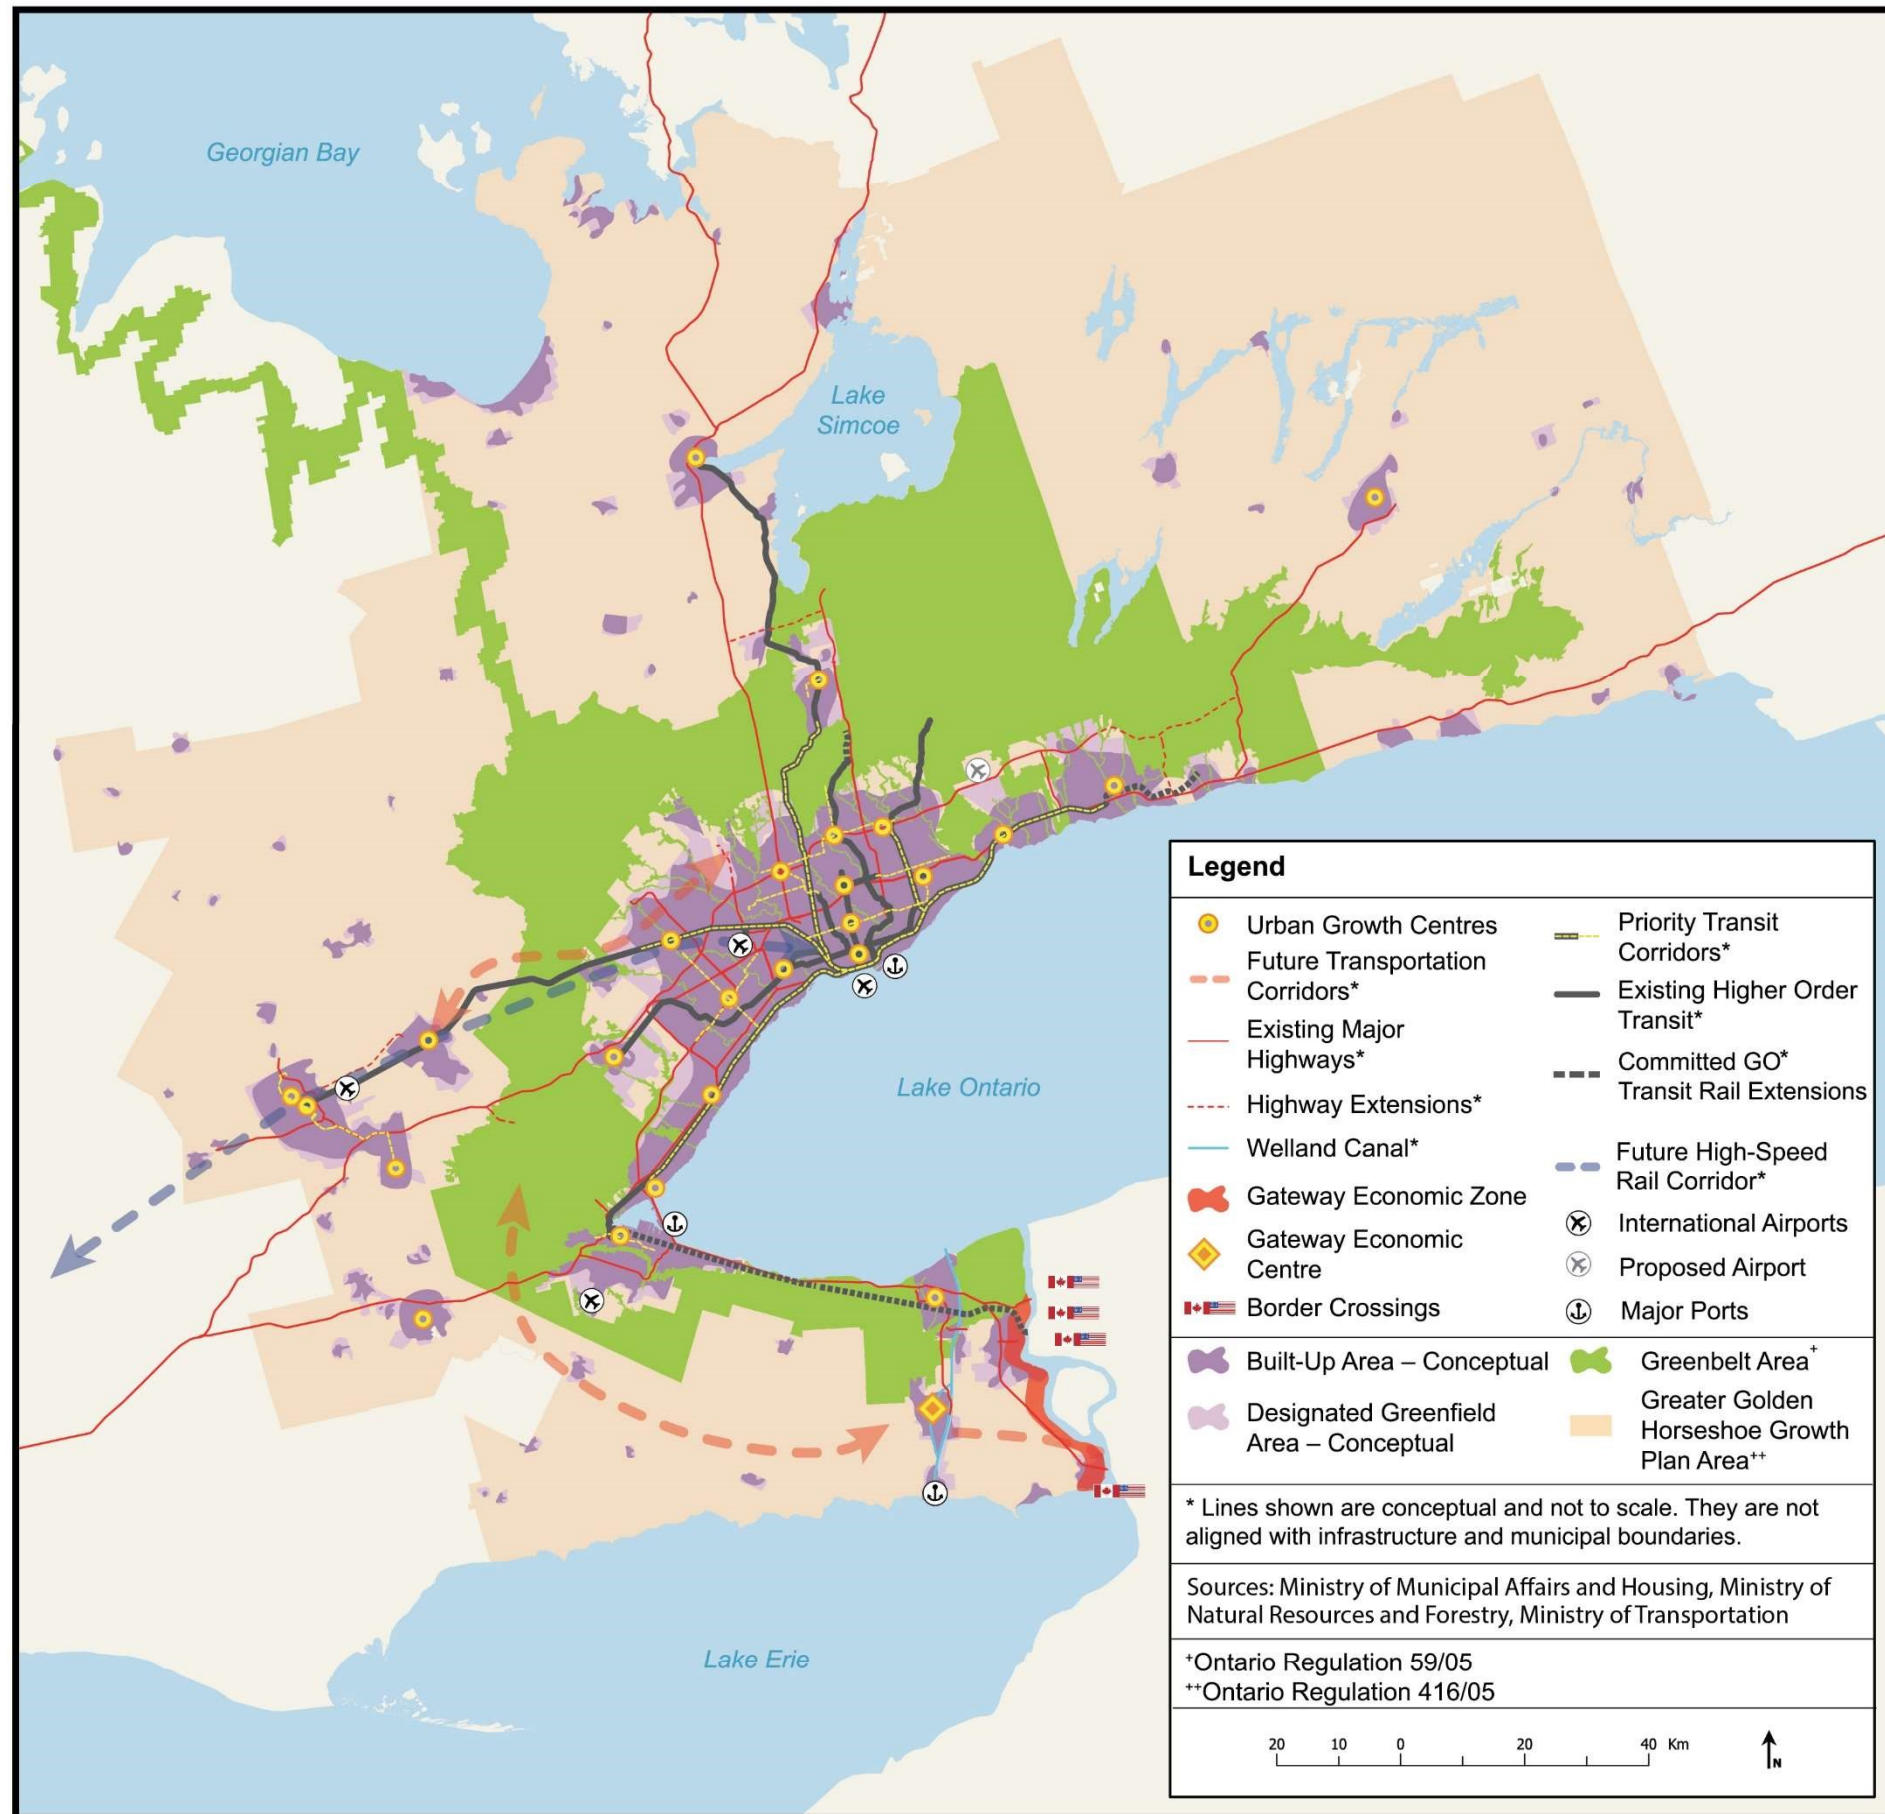 Georgian Bay
Lake
Simcoe
Lake Ontario
Lake Erie
Legend
Urban Growth Centres
Future Transportation
Corridors*
Existing Major
Highways*
Highway Extensions*
Welland Canal*
Gateway Economic Zone
Gateway Economic
Centre
Border Crossings
Priority Transit
Corridors*
Existing Higher Order
Transit*
Committed GO*
Transit Rail Extensions
Future High-Speed
Rail Corridor*
International Airports
Proposed Airport
Major Ports
Built-Up Area – Conceptual
Designated Greenfield
Area – Conceptual
Greenbelt Area+
Greater Golden
Horseshoe Growth
Plan Area++
* Lines shown are conceptual and not to scale. They are not
aligned with infrastructure and municipal boundaries.
Sources: Ministry of Municipal Affairs and Housing, Ministry of
Natural Resources and Forestry, Ministry of Transportation
+Ontario Regulation 59/05
++Ontario Regulation 416/05
20 10 0 20 40 Km
N